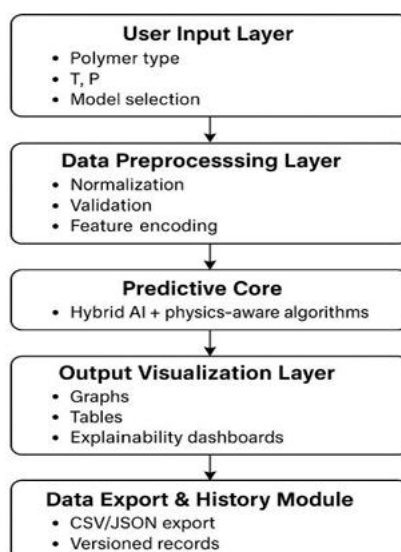 User Input Layer
• Polymer type
• T, P
• Model selection
Data Preprocesssing Layer
• Normalization
• Validation
• Feature encoding
Predictive Core
• Hybrid AI + physics-aware algorithms
Output Visualization Layer
• Graphs
• Tables
• Explainability dashboards
Data Export & History Module
• CSV/JSON export
• Versioned records